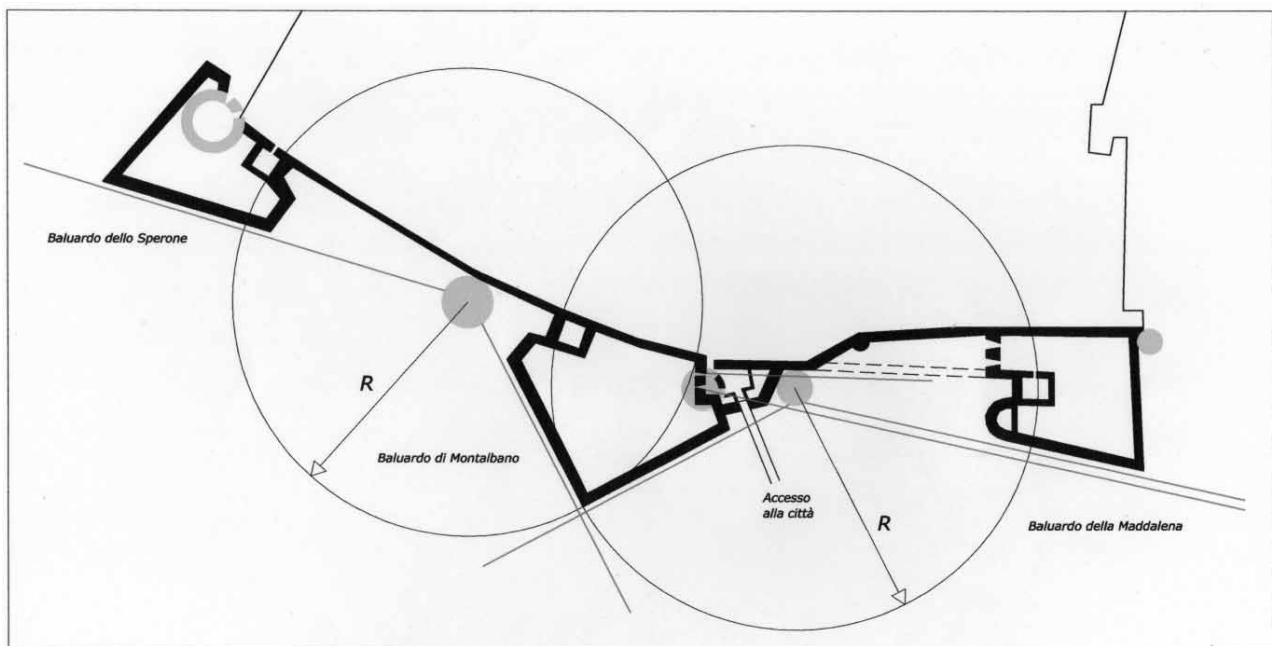 Baluardo dello Sperone
R
Baluardo di Montalbano
Accesso
alla città
R
Baluardo della Maddalena